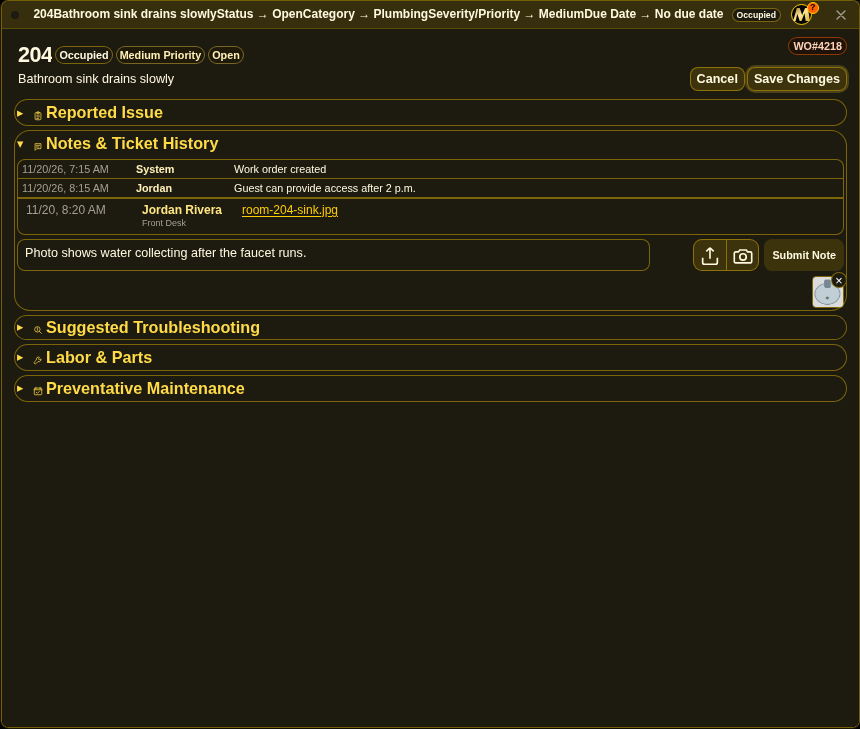 204Bathroom sink drains slowlyStatus → OpenCategory → PlumbingSeverity/Priority → MediumDue Date → No due date Occupied M ?
204 Occupied Medium Priority Open WO#4218
Bathroom sink drains slowly Cancel Save Changes
Reported Issue
Notes & Ticket History
11/20/26, 7:15 AM System Work order created
11/20/26, 8:15 AM Jordan Guest can provide access after 2 p.m.
11/20, 8:20 AM Jordan Rivera room-204-sink.jpg
Front Desk
Photo shows water collecting after the faucet runs. Submit Note
Suggested Troubleshooting
Labor & Parts
Preventative Maintenance